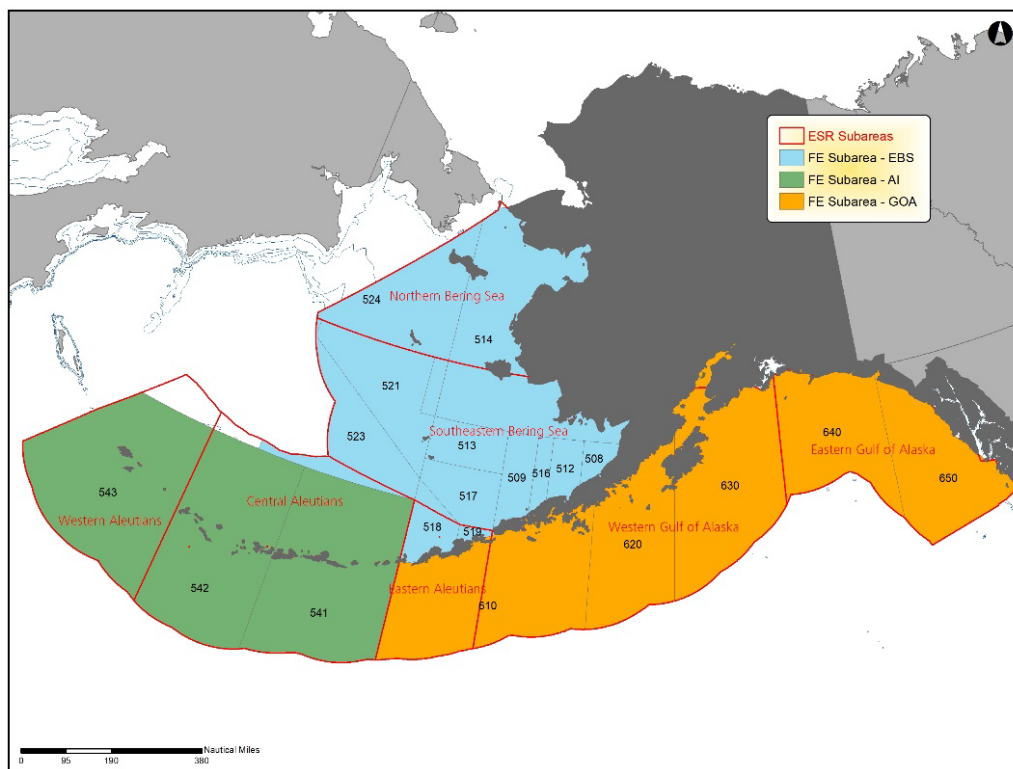 ESR Subareas
FE Subarea - EBS
FE Subarea - AI
FE Subarea - GOA
524
Northern Bering Sea
514
521
Southeastern Bering Sea
523
513
508
509
516
512
517
543
Central Aleutians
Western Aleutians
518
519
542
541
Eastern Aleutians
610
620
Western Gulf of Alaska
630
640
Eastern Gulf of Alaska
650
Nautical Miles
0 95 190 380